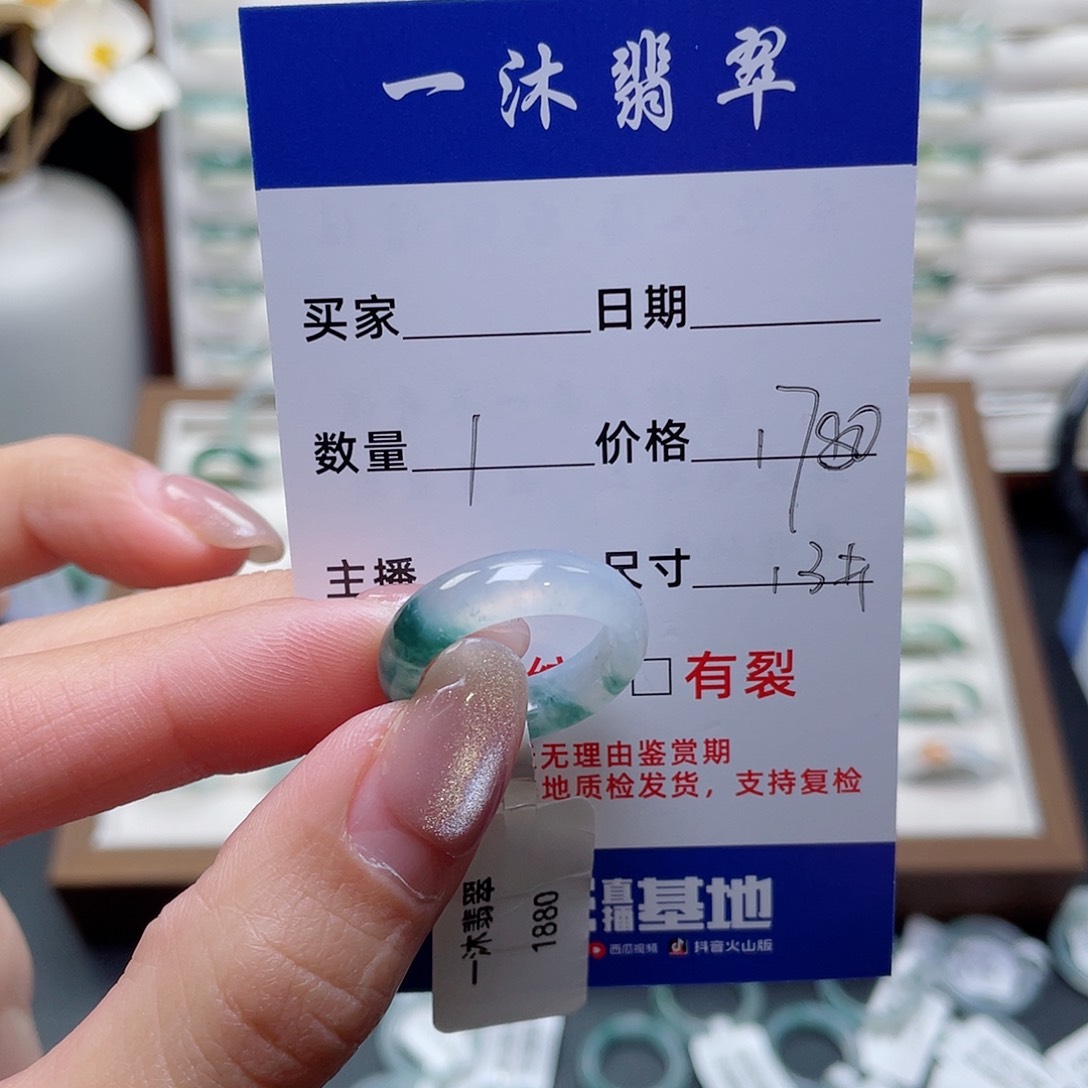 一沐翡翠
买家 日期
数量 1 价格 1780
主播 尺寸 13#
□ 有裂
无理由鉴赏期
地质检发货，支持复检
直播基地
西瓜视频 抖音火山版
一沐翡翠
1880